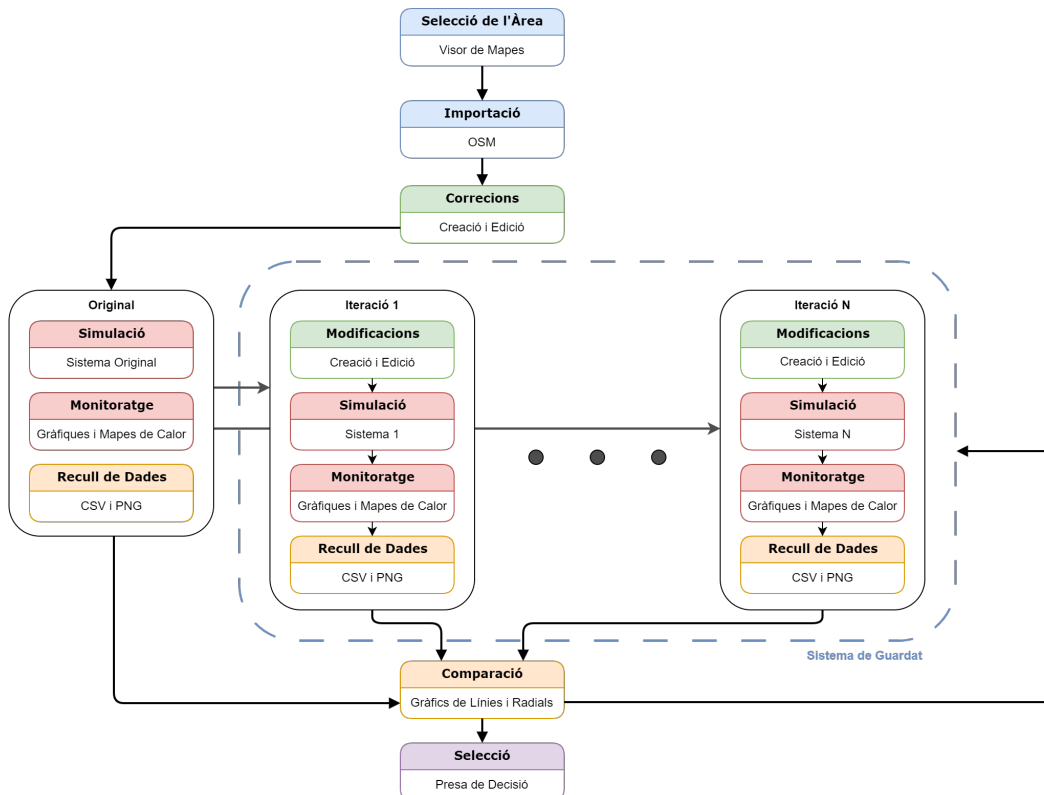 Selecció de l'Àrea
Visor de Mapes
Importació
OSM
Correcions
Creació i Edició
Original
Simulació
Sistema Original
Monitoratge
Gràfiques i Mapes de Calor
Recull de Dades
CSV i PNG
Iteració 1
Modificacions
Creació i Edició
Simulació
Sistema 1
Monitoratge
Gràfiques i Mapes de Calor
Recull de Dades
CSV i PNG
Iteració N
Modificacions
Creació i Edició
Simulació
Sistema N
Monitoratge
Gràfiques i Mapes de Calor
Recull de Dades
CSV i PNG
Sistema de Guardat
Comparació
Gràfics de Línies i Radials
Selecció
Presa de Decisió